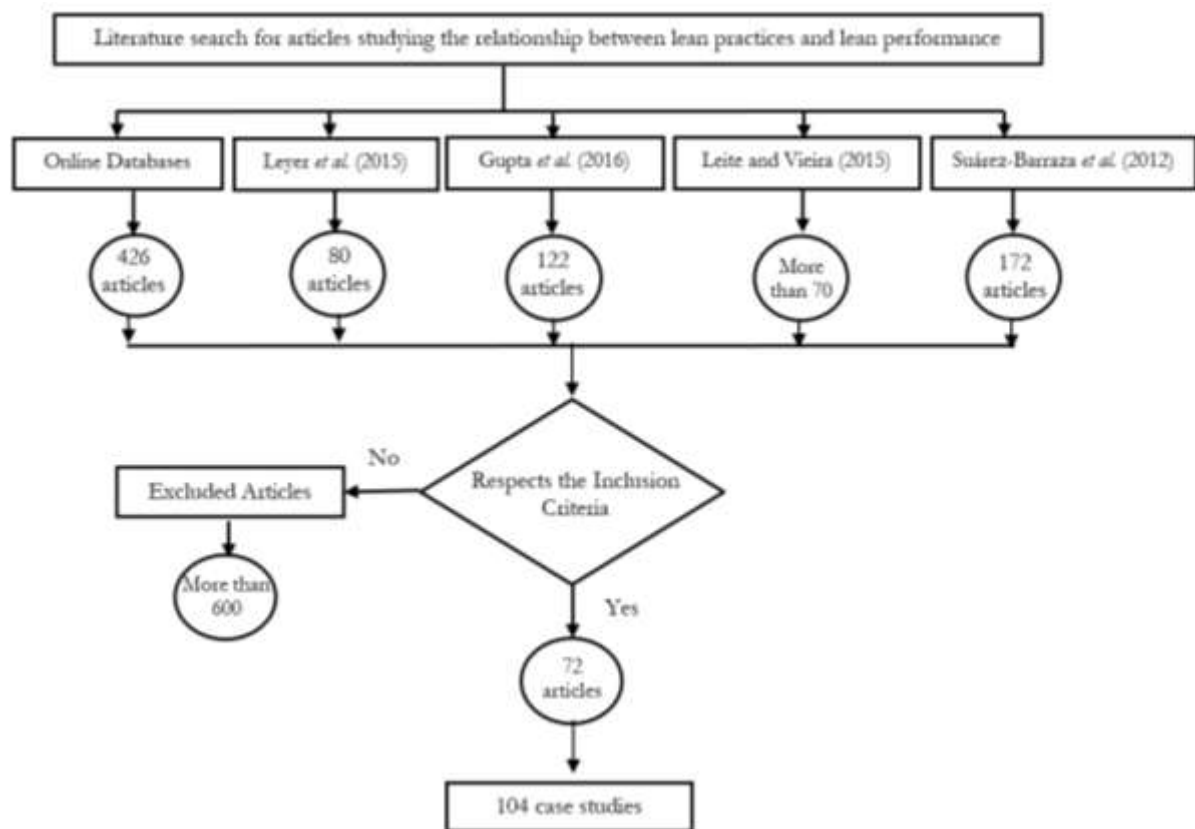 Literature search for articles studying the relationship between lean practices and lean performance
Online Databases
Leyer et al. (2015)
Gupta et al. (2016)
Leite and Vieira (2015)
Suárez-Barraza et al. (2012)
426
articles
80
articles
122
articles
More
than 70
172
articles
No
Respects the Inclusion
Criteria
Excluded Articles
More than
600
Yes
72
articles
104 case studies